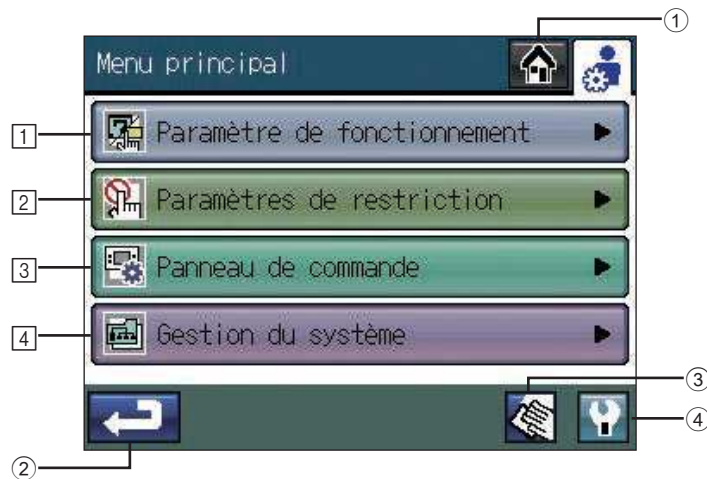 ①
Menu principal
1 Paramètre de fonctionnement
2 Paramètres de restriction
3 Panneau de commande
4 Gestion du système
③
④
②